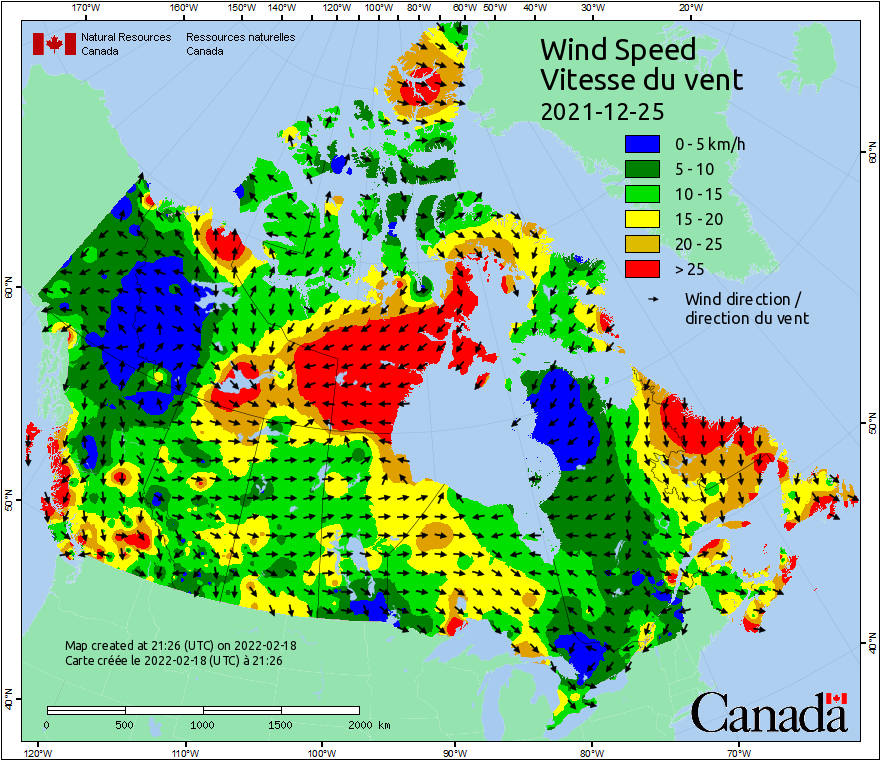 170°W 160°W 150°W 140°W 130°W 120°W 110°W 100°W 90°W 80°W 60°W 50°W 40°W 30°W 20°W
Natural Resources Canada
Ressources naturelles Canada
Wind Speed
Vitesse du vent
2021-12-25
0 - 5 km/h
5 - 10
10 - 15
15 - 20
20 - 25
> 25
Wind direction /
direction du vent
60°N
50°N
40°N
60°N
50°N
40°N
Map created at 21:26 (UTC) on 2022-02-18
Carte créée le 2022-02-18 (UTC) à 21:26
0 500 1000 1500 2000 km
Canada
120°W 110°W 100°W 90°W 80°W 70°W